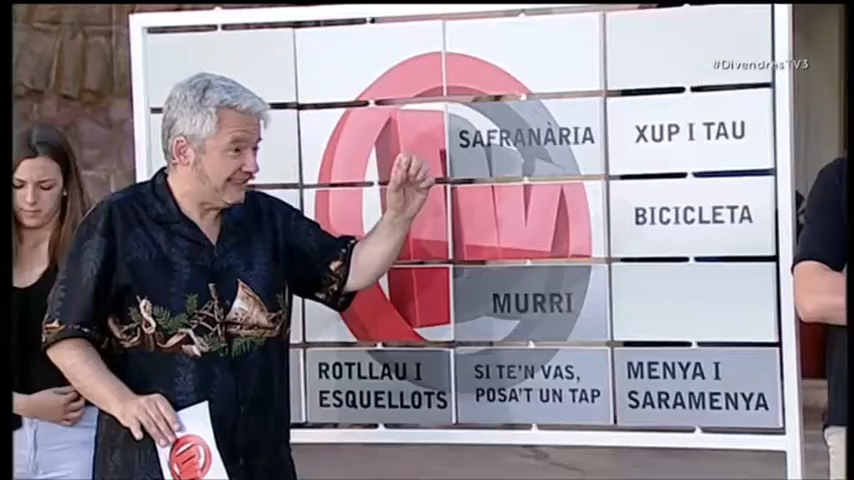 #DivendresTV3
SAFRANÀRIA
XUP I TAU
BICICLETA
MURRI
ROTLLAU I
ESQUELLOTS
SI TE'N VAS,
POSA'T UN TAP
MENYA I
SARAMENYA